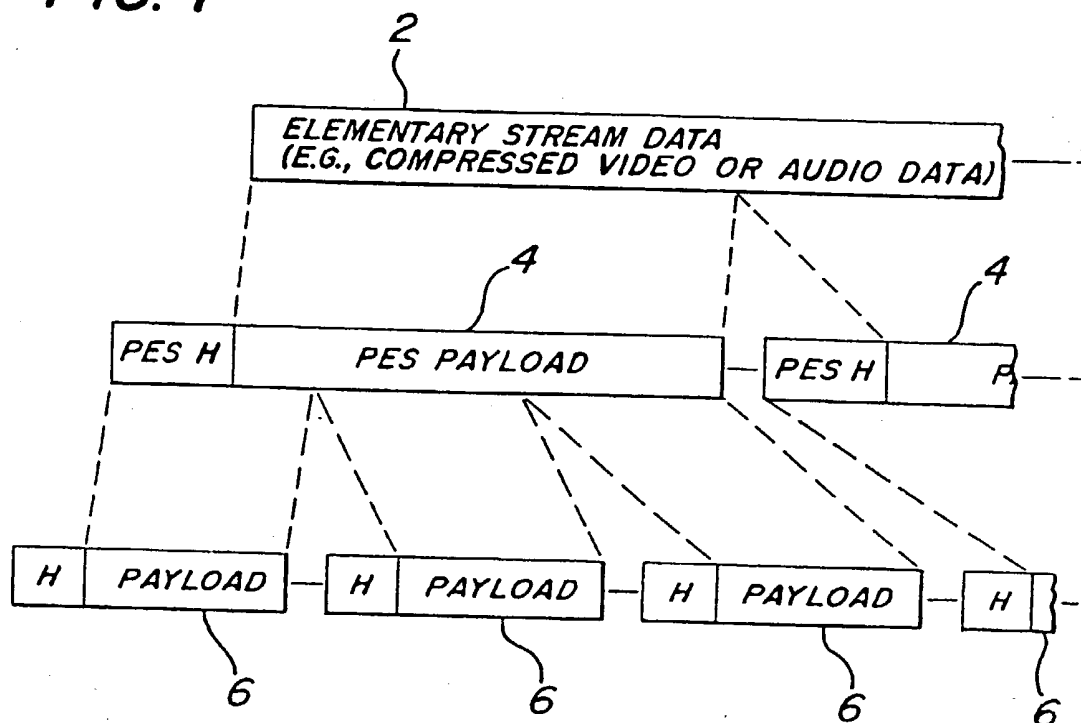 2
ELEMENTARY STREAM DATA
(E.G., COMPRESSED VIDEO OR AUDIO DATA)
4
4
PES H
PES PAYLOAD
PES H
H
PAYLOAD
H
PAYLOAD
H
PAYLOAD
H
6
6
6
6